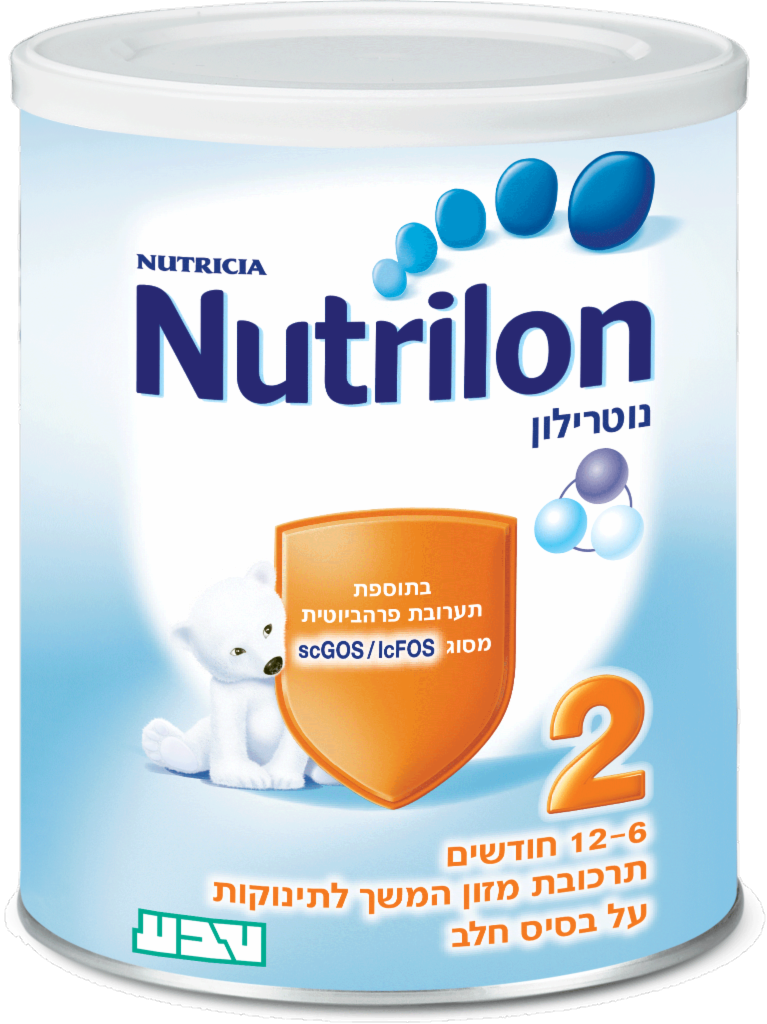 NUTRICIA
Nutrilon
נוטרילון
בתוספת
תערובת פרהביוטית
מסוג scGOS/lcFOS
2
12-6 חודשים
תרכובת מזון המשך לתינוקות
על בסיס חלב
טבע